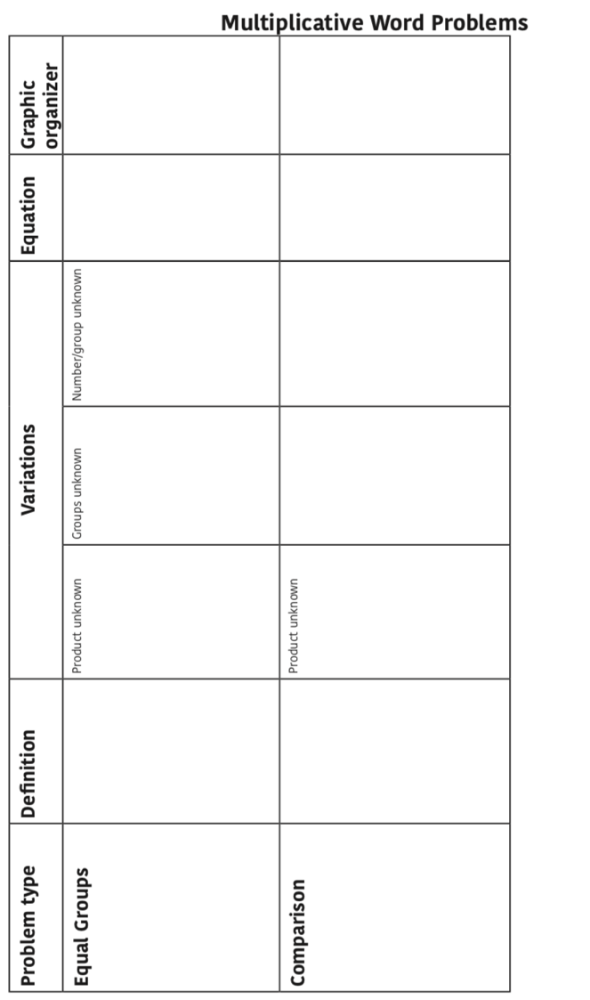 Multiplicative Word Problems
Problem type
Definition
Variations
Equation
Graphic
organizer
Equal Groups
Product unknown
Groups unknown
Number/group unknown
Comparison
Product unknown